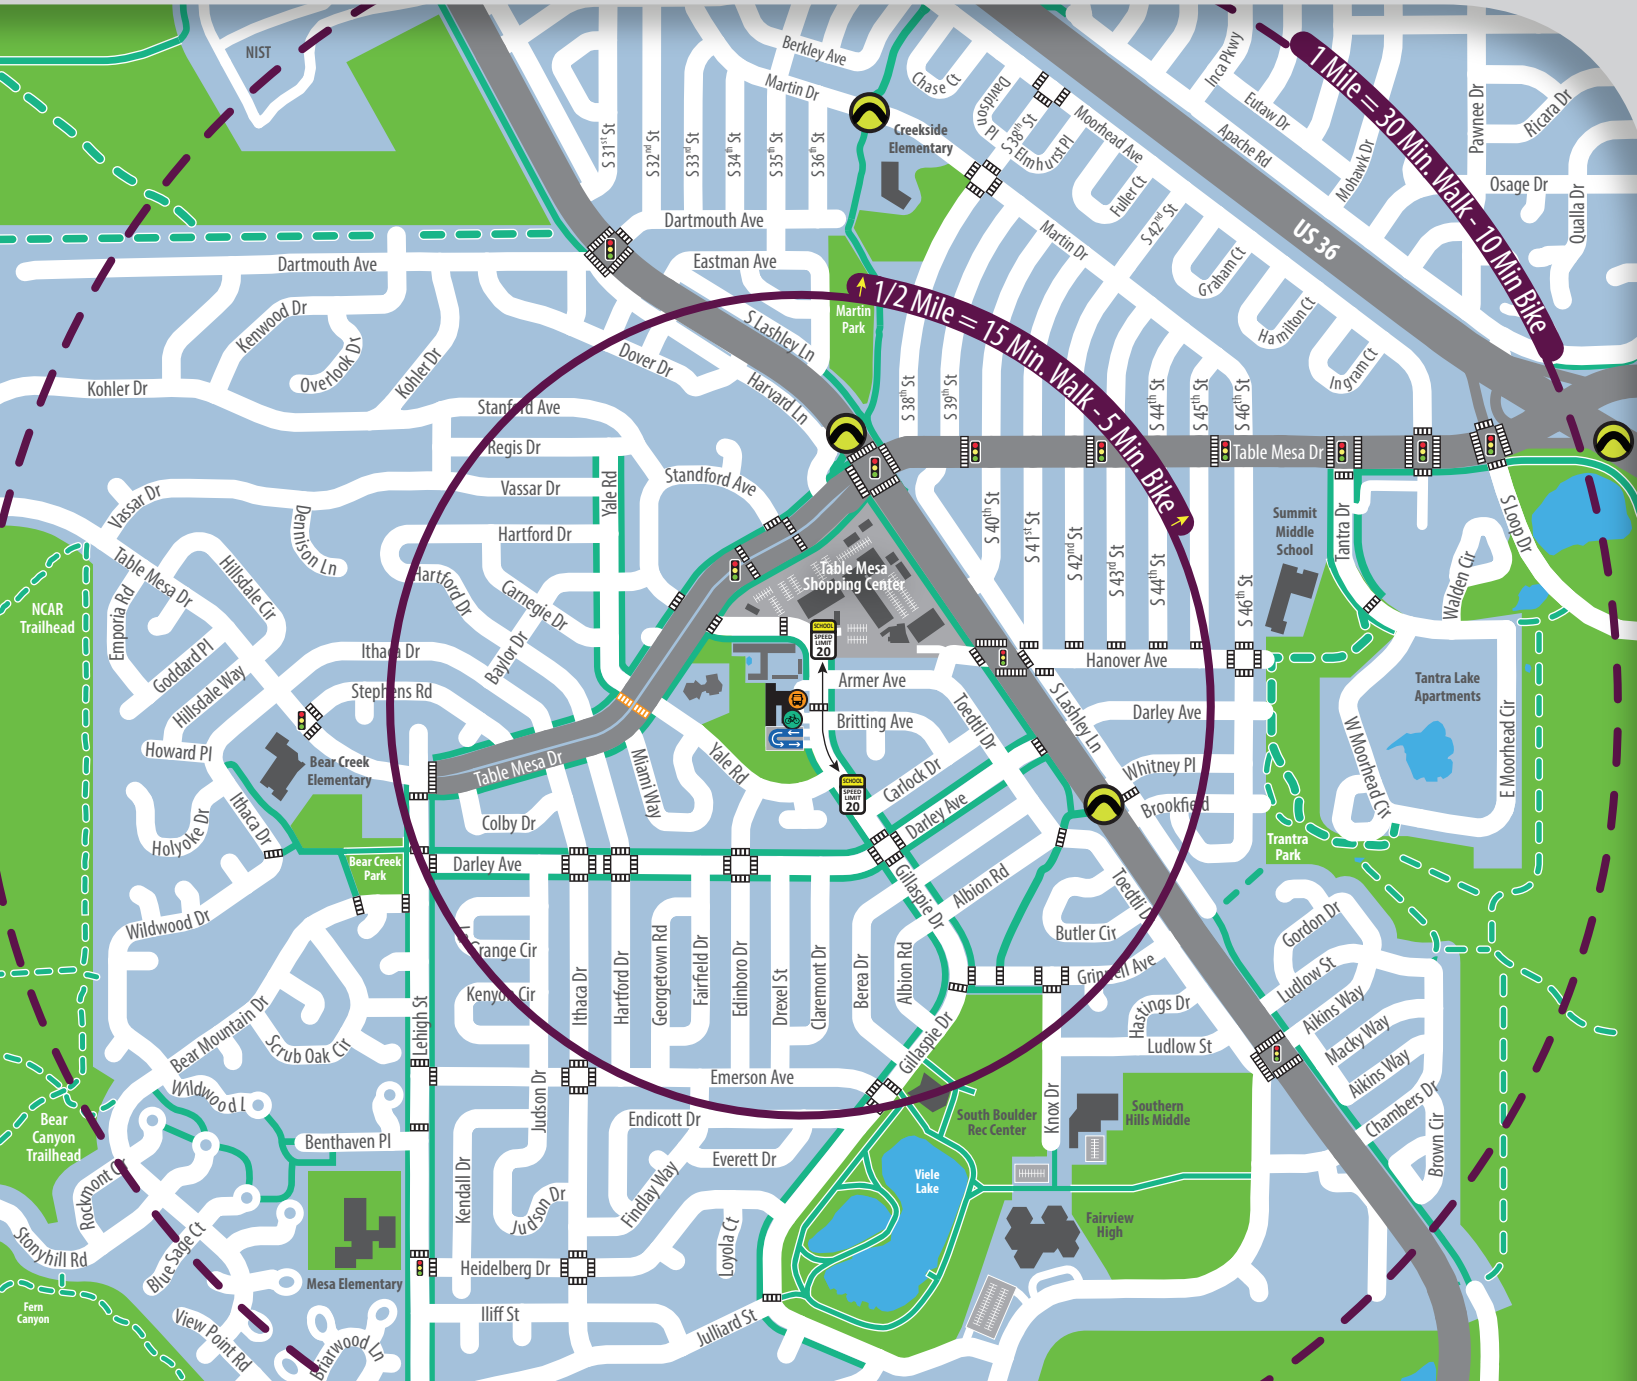 NIST
Berkley Ave
Martin Dr
Chase Ct
Davidson
Pl
S 38th St
Elmhurst Pl
Moorhead Ave
Fuller Ct
S 42nd St
Inca Pkwy
Eutaw Dr
Apache Rd
Mohawk Dr
Pawnee Dr
Ricara Dr
Osage Dr
Qualla Dr
1 Mile = 30 Min. Walk - 10 Min Bike
US 36
Creekside
Elementary
S 31st St
S 32nd St
S 33rd St
S 34th St
S 35th St
S 36th St
Dartmouth Ave
Eastman Ave
Dartmouth Ave
Martin Dr
Graham Ct
Hamilton Ct
Ingram Ct
1/2 Mile = 15 Min. Walk - 5 Min. Bike
Martin
Park
S Lashley Ln
Harvard Ln
Dover Dr
Kenwood Dr
Overlook Dr
Kohler Dr
Kohler Dr
Stanford Ave
Regis Dr
Vassar Dr
Vassar Dr
Hartford Dr
Yale Rd
Standford Ave
S 38th St
S 39th St
S 44th St
S 45th St
S 46th St
Table Mesa Dr
S 40th St
S 41st St
S 42nd St
S 43rd St
S 44th St
S 46th St
Summit
Middle
School
Tantra Dr
S Loop Dr
Walden Cir
Table Mesa
Shopping Center
Dennison Ln
Table Mesa Dr
Hillsdale Cir
Emporia Rd
Goddard Pl
Hillsdale Way
Howard Pl
NCAR
Trailhead
Hartford Dr
Carnegie Dr
Baylor Dr
Ithaca Dr
Stephens Rd
SCHOOL
SPEED
LIMIT
20
Armer Ave
Britting Ave
Toedtli Dr
Hanover Ave
S Lashley Ln
Darley Ave
Whitney Pl
Brookfield
Tantra Lake
Apartments
W Moorhead Cir
E Moorhead Cir
Trantra
Park
Bear Creek
Elementary
Table Mesa Dr
Miami Way
Yale Rd
SCHOOL
SPEED
LIMIT
20
Carlock Dr
Darley Ave
Colby Dr
Darley Ave
Holyoke Dr
Ithaca Dr
Bear Creek
Park
Wildwood Dr
Gillaspie Dr
Albion Rd
Toedtli D
Butler Cir
Grinnell Ave
Gordon Dr
Ludlow St
Aikins Way
Macky Way
Aikins Way
Chambers Dr
Brown Cir
Hastings Dr
Ludlow St
Grange Cir
Kenyon Cir
Ithaca Dr
Hartford Dr
Georgetown Rd
Fairfield Dr
Edinboro Dr
Drexel St
Claremont Dr
Berea Dr
Albion Rd
Gillaspie Dr
Lehigh St
Bear Mountain Dr
Scrub Oak Cir
Wildwood L
Benthaven Pl
Bear
Canyon
Trailhead
Rockmont C
Stonyhill Rd
Blue Sage Ct
View Point Rd
Briarwood Ln
Fern
Canyon
Mesa Elementary
Emerson Ave
Judson Dr
Endicott Dr
Everett Dr
Kendall Dr
Judson Dr
Findlay Way
Loyola Ct
Heidelberg Dr
Iliff St
Julliard St
South Boulder
Rec Center
Knox Dr
Southern
Hills Middle
Viele
Lake
Fairview
High